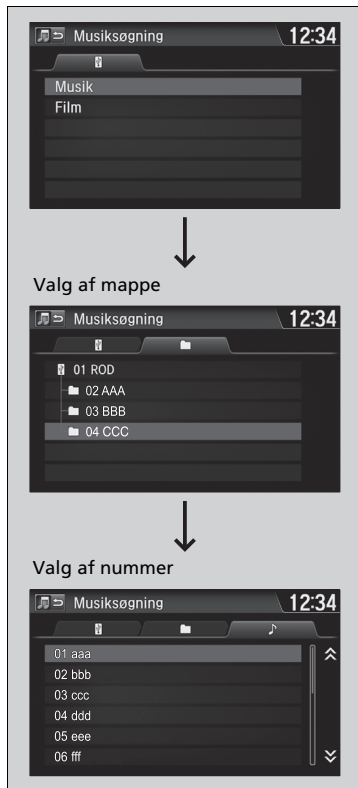 Musiksøgning 12:34
Musik
Film
Valg af mappe
Musiksøgning 12:34
01 ROD
02 AAA
03 BBB
04 CCC
Valg af nummer
Musiksøgning 12:34
01 aaa
02 bbb
03 ccc
04 ddd
05 eee
06 fff